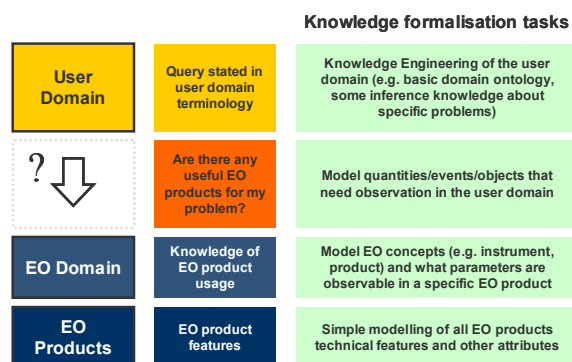 Knowledge formalisation tasks
User
Domain
Query stated in
user domain
terminology
Knowledge Engineering of the user
domain (e.g. basic domain ontology,
some inference knowledge about
specific problems)
?
Are there any
useful EO
products for my
problem?
Model quantities/events/objects that
need observation in the user domain
EO Domain
Knowledge of
EO product
usage
Model EO concepts (e.g. instrument,
product) and what parameters are
observable in a specific EO product
EO
Products
EO product
features
Simple modelling of all EO products
technical features and other attributes